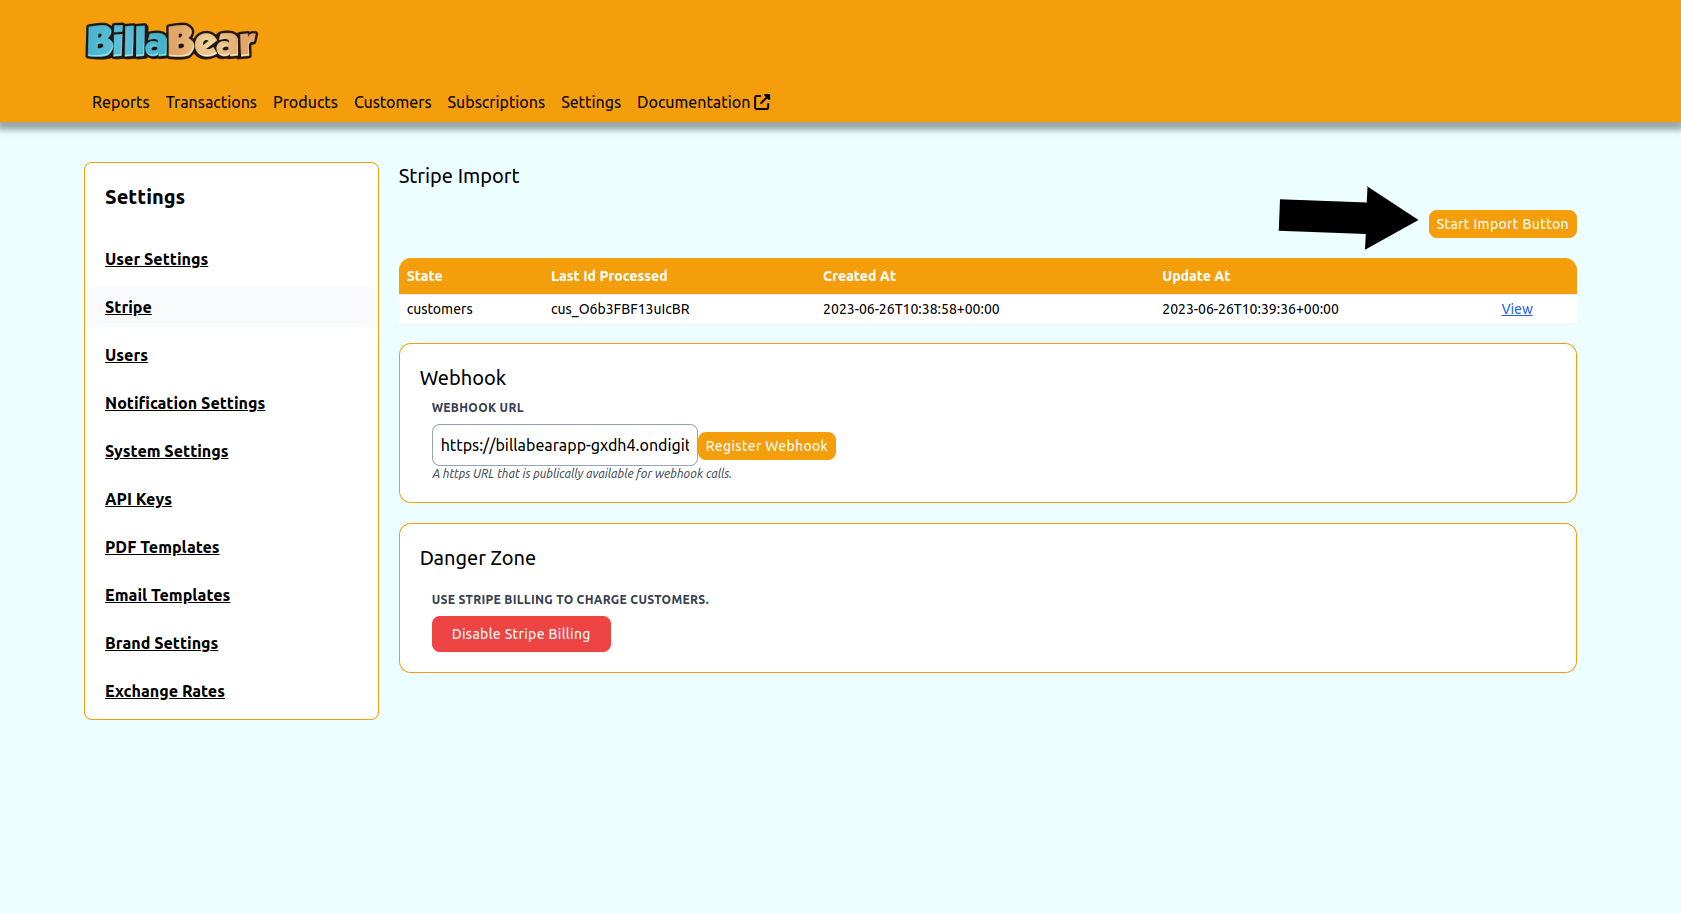 BillaBear
Reports Transactions Products Customers Subscriptions Settings Documentation
Settings
User Settings
Stripe
Users
Notification Settings
System Settings
API Keys
PDF Templates
Email Templates
Brand Settings
Exchange Rates
Stripe Import
Start Import Button
State Last Id Processed Created At Update At
customers cus_O6b3FBF13uIcBR 2023-06-26T10:38:58+00:00 2023-06-26T10:39:36+00:00 View
Webhook
WEBHOOK URL
https://billabearapp-gxdh4.ondigit Register Webhook
A https URL that is publically available for webhook calls.
Danger Zone
USE STRIPE BILLING TO CHARGE CUSTOMERS.
Disable Stripe Billing